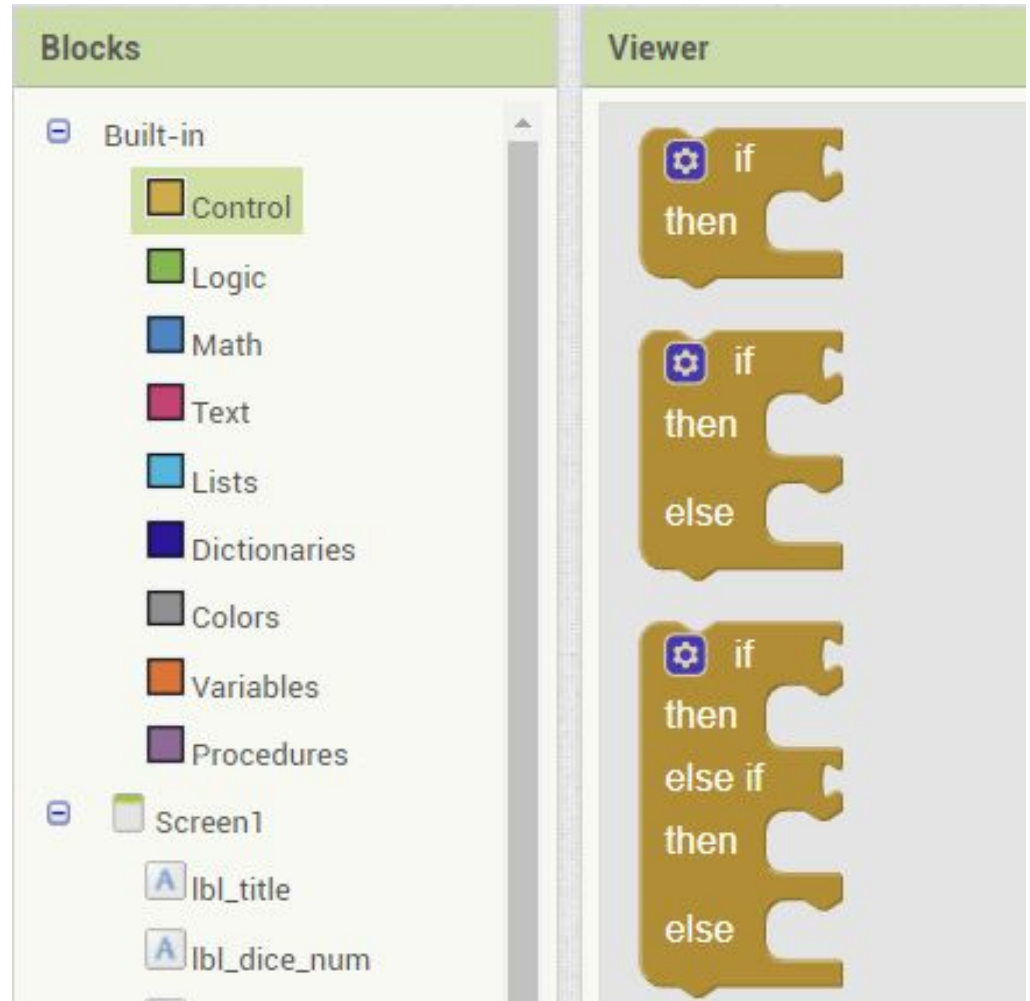 Blocks
Built-in
Control
Logic
Math
Text
Lists
Dictionaries
Colors
Variables
Procedures
Screen1
lbl_title
lbl_dice_num
Viewer
if
then
if
then
else
if
then
else if
then
else